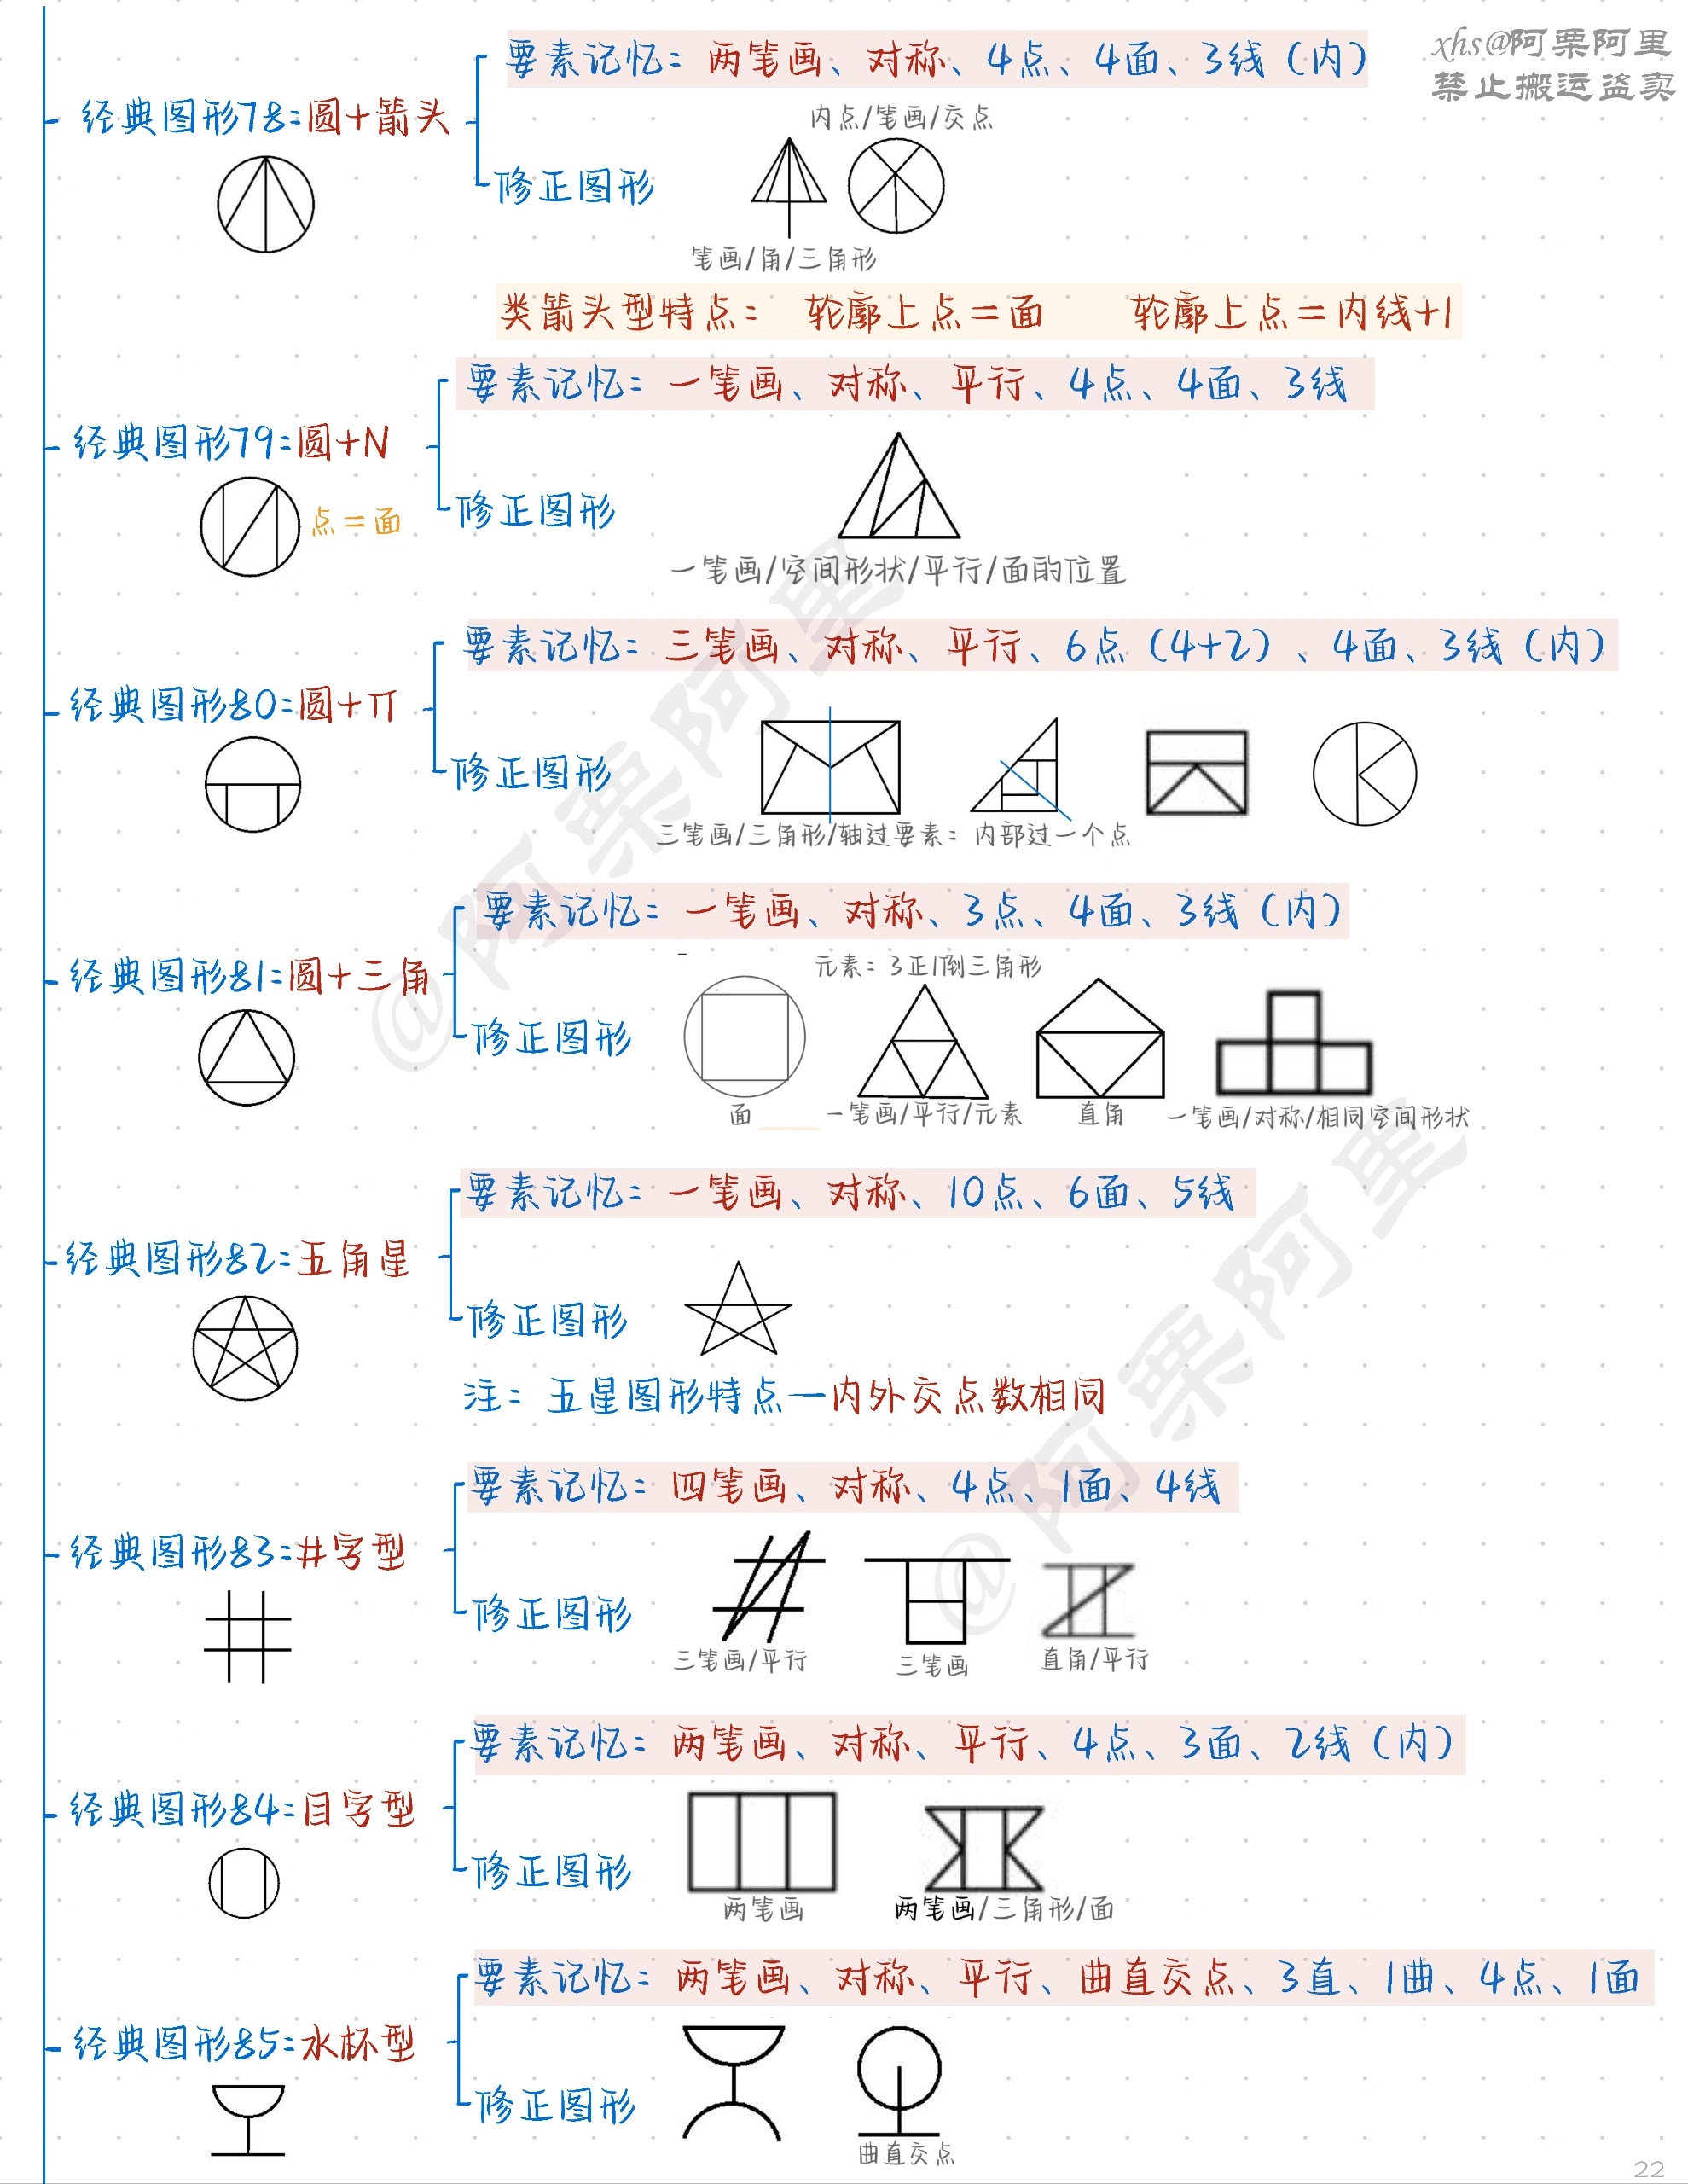 xhs@阿栗阿里
禁止搬运盗卖
经典图形78:圆+箭头
要素记忆: 两笔画、对称、4点、4面、3线(内)
内点/笔画/交点
修正图形
笔画/角/三角形
类箭头型特点: 轮廓上点=面 轮廓上点=内线+1
经典图形79:圆+N
点=面
要素记忆: 一笔画、对称、平行、4点、4面、3线
修正图形
一笔画/空间形状/平行/面的位置
经典图形80:圆+π
要素记忆: 三笔画、对称、平行、6点(4+2)、4面、3线(内)
修正图形
三笔画/三角形/轴过要素: 内部过一个点
经典图形81:圆+三角
要素记忆: 一笔画、对称、3点、4面、3线(内)
元素: 3正1倒三角形
修正图形
面 一笔画/平行/元素 直角 一笔画/对称/相同空间形状
经典图形82:五角星
要素记忆: 一笔画、对称、10点、6面、5线
修正图形
注: 五星图形特点—内外交点数相同
经典图形83:井字型
要素记忆: 四笔画、对称、4点、1面、4线
修正图形
三笔画/平行 三笔画 直角/平行
经典图形84:目字型
要素记忆: 两笔画、对称、平行、4点、3面、2线(内)
修正图形
两笔画 两笔画/三角形/面
经典图形85:水杯型
要素记忆: 两笔画、对称、平行、曲直交点、3直、1曲、4点、1面
修正图形
曲直交点
@阿栗阿里
@阿栗阿里
22